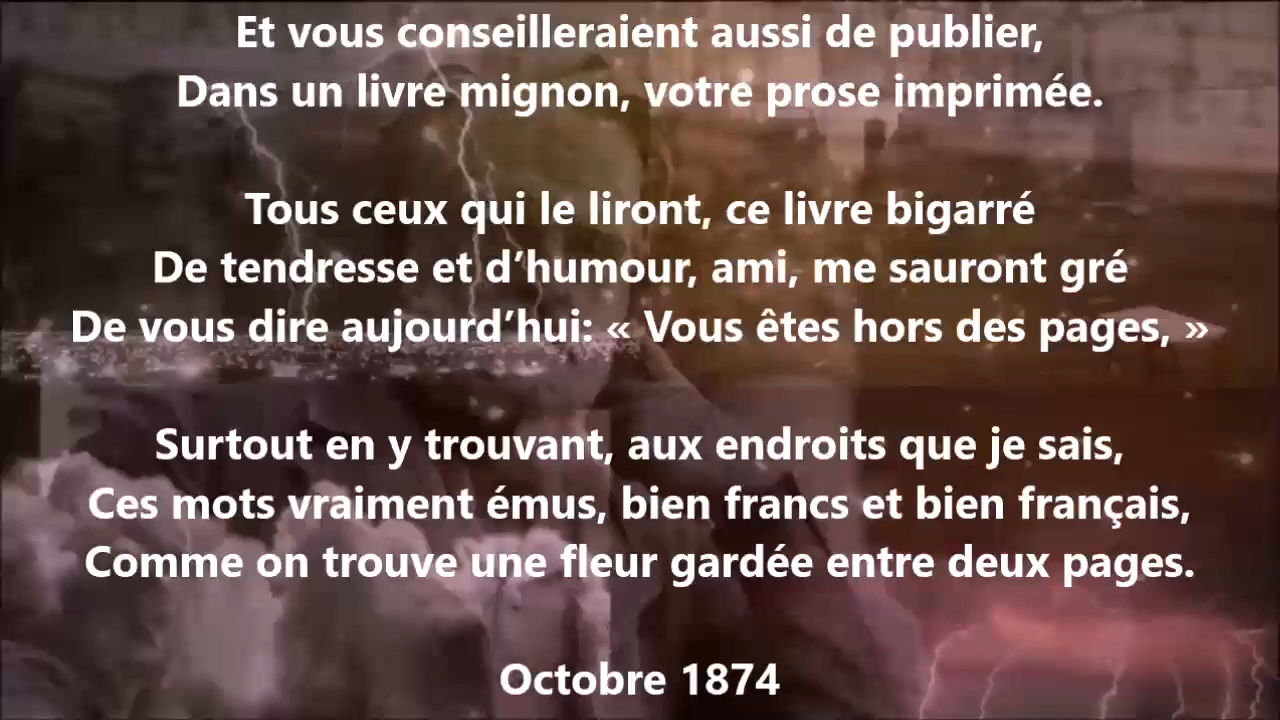 Et vous conseilleraient aussi de publier,
Dans un livre mignon, votre prose imprimée.
Tous ceux qui le liront, ce livre bigarré
De tendresse et d’humour, ami, me sauront gré
De vous dire aujourd’hui: « Vous êtes hors des pages, »
Surtout en y trouvant, aux endroits que je sais,
Ces mots vraiment émus, bien francs et bien français,
Comme on trouve une fleur gardée entre deux pages.
Octobre 1874